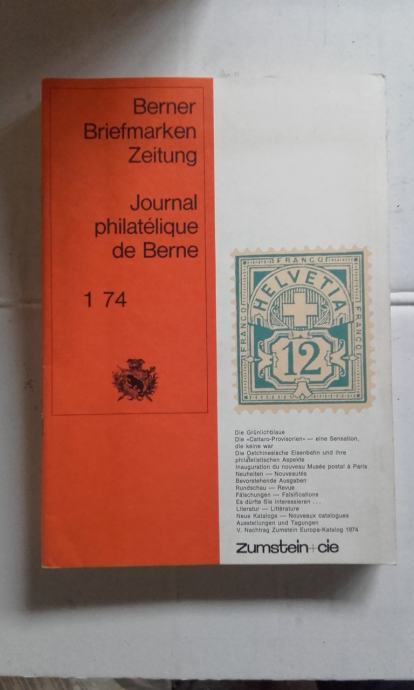 Berner
Briefmarken
Zeitung
Journal
philatélique
de Berne
1 74
FRANCO
FRANCO
FRANCO
HELVETIA
12
Die Grünlichblaue
Die «Cattaro-Provisorien» — eine Sensation,
die keine war
Die Ostchinesische Eisenbahn und ihre
philatelistischen Aspekte
Inauguration du nouveau Musée postal à Paris
Neuheiten — Nouveautés
Bevorstehende Ausgaben
Rundschau — Revue
Fälschungen — Falsifications
Es dürfte Sie interessieren ...
Literatur — Littérature
Neue Kataloge — Nouveaux catalogues
Ausstellungen und Tagungen
V. Nachtrag Zumstein Europa-Katalog 1974
zumstein+cie